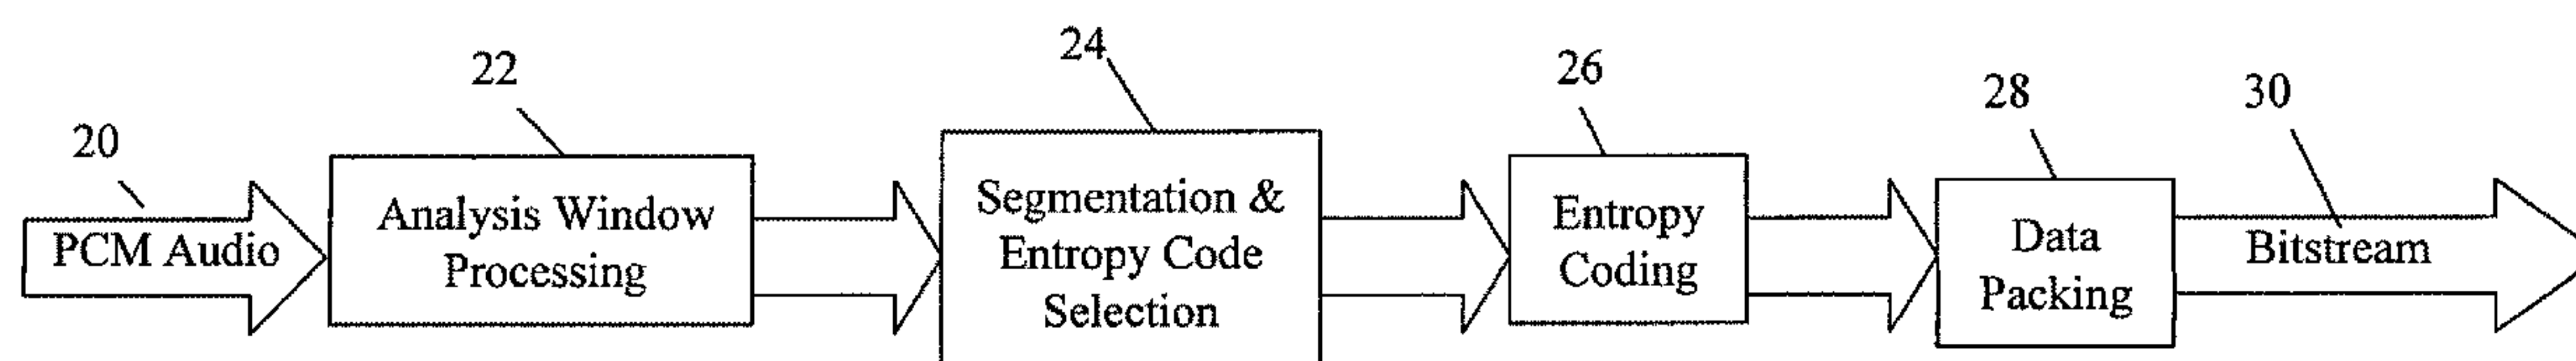 20
22
24
26
28
30
PCM Audio
Analysis Window
Processing
Segmentation &
Entropy Code
Selection
Entropy
Coding
Data
Packing
Bitstream